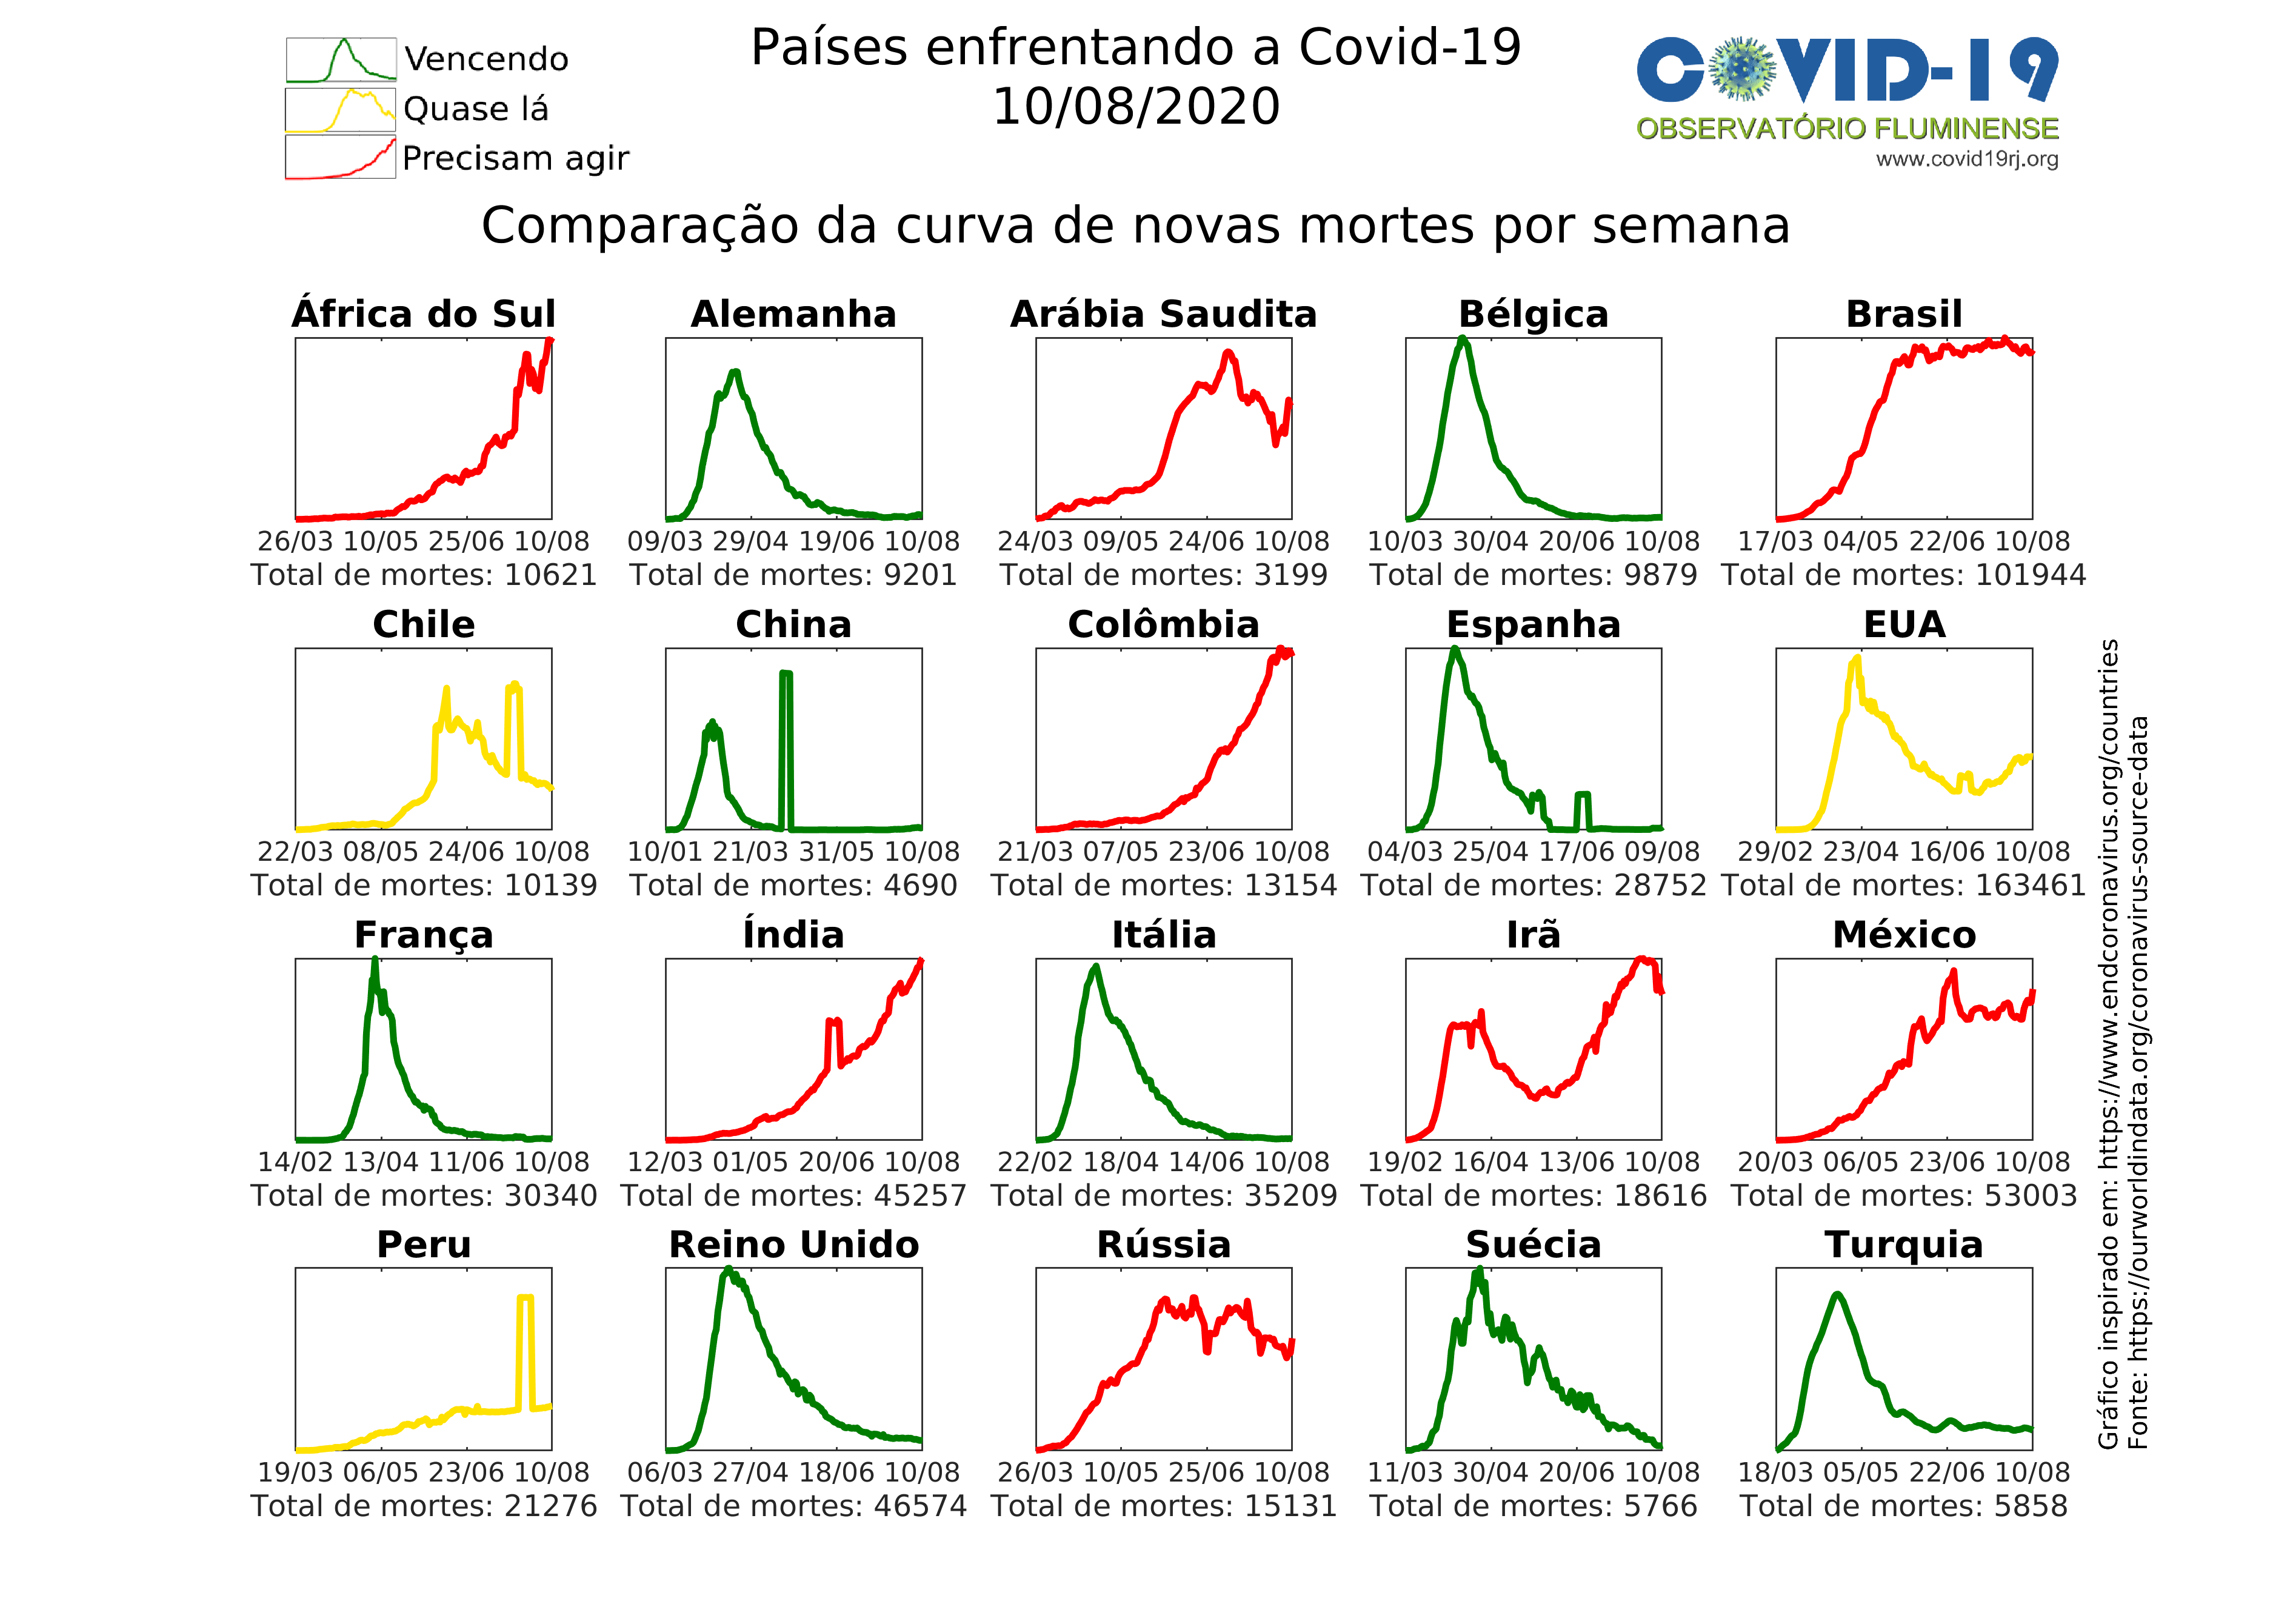 Vencendo
Quase lá
Precisam agir
Países enfrentando a Covid-19
10/08/2020
COVID-19
OBSERVATÓRIO FLUMINENSE
www.covid19rj.org
Comparação da curva de novas mortes por semana
África do Sul
26/03 10/05 25/06 10/08
Total de mortes: 10621
Alemanha
09/03 29/04 19/06 10/08
Total de mortes: 9201
Arábia Saudita
24/03 09/05 24/06 10/08
Total de mortes: 3199
Bélgica
10/03 30/04 20/06 10/08
Total de mortes: 9879
Brasil
17/03 04/05 22/06 10/08
Total de mortes: 101944
Chile
22/03 08/05 24/06 10/08
Total de mortes: 10139
China
10/01 21/03 31/05 10/08
Total de mortes: 4690
Colômbia
21/03 07/05 23/06 10/08
Total de mortes: 13154
Espanha
04/03 25/04 17/06 09/08
Total de mortes: 28752
EUA
29/02 23/04 16/06 10/08
Total de mortes: 163461
França
14/02 13/04 11/06 10/08
Total de mortes: 30340
Índia
12/03 01/05 20/06 10/08
Total de mortes: 45257
Itália
22/02 18/04 14/06 10/08
Total de mortes: 35209
Irã
19/02 16/04 13/06 10/08
Total de mortes: 18616
México
20/03 06/05 23/06 10/08
Total de mortes: 53003
Peru
19/03 06/05 23/06 10/08
Total de mortes: 21276
Reino Unido
06/03 27/04 18/06 10/08
Total de mortes: 46574
Rússia
26/03 10/05 25/06 10/08
Total de mortes: 15131
Suécia
11/03 30/04 20/06 10/08
Total de mortes: 5766
Turquia
18/03 05/05 22/06 10/08
Total de mortes: 5858
Gráfico inspirado em: https://www.endcoronavirus.org/countries
Fonte: https://ourworldindata.org/coronavirus-source-data